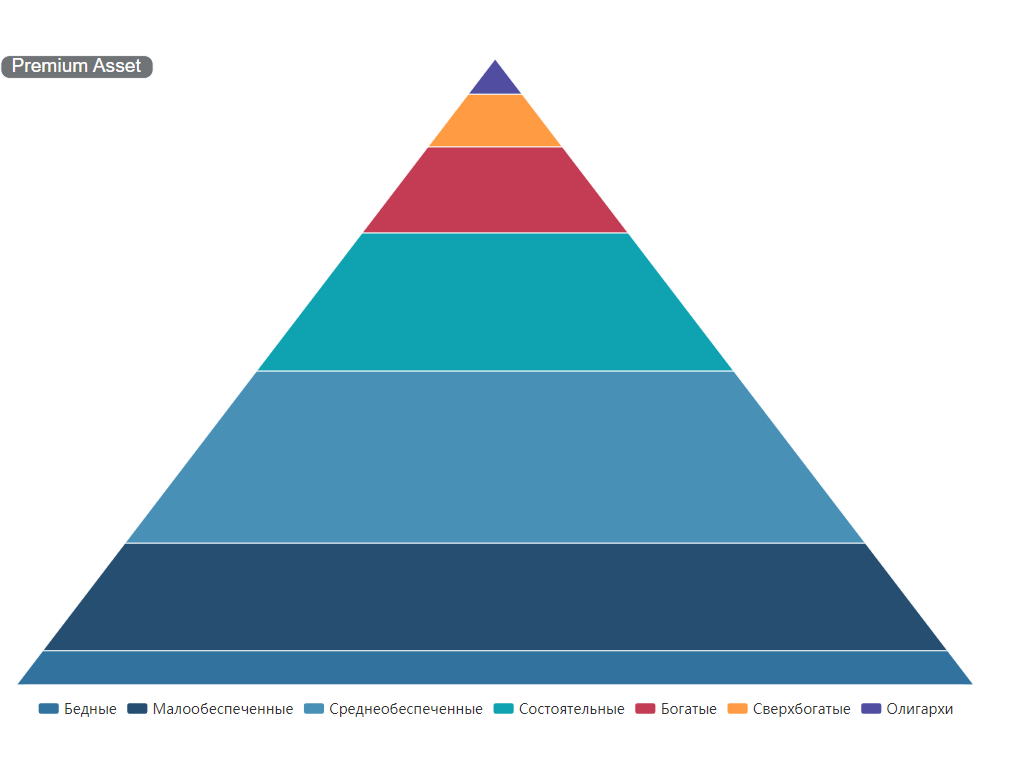 Premium Asset
Бедные Малообеспеченные Среднеобеспеченные Состоятельные Богатые Сверхбогатые Олигархи